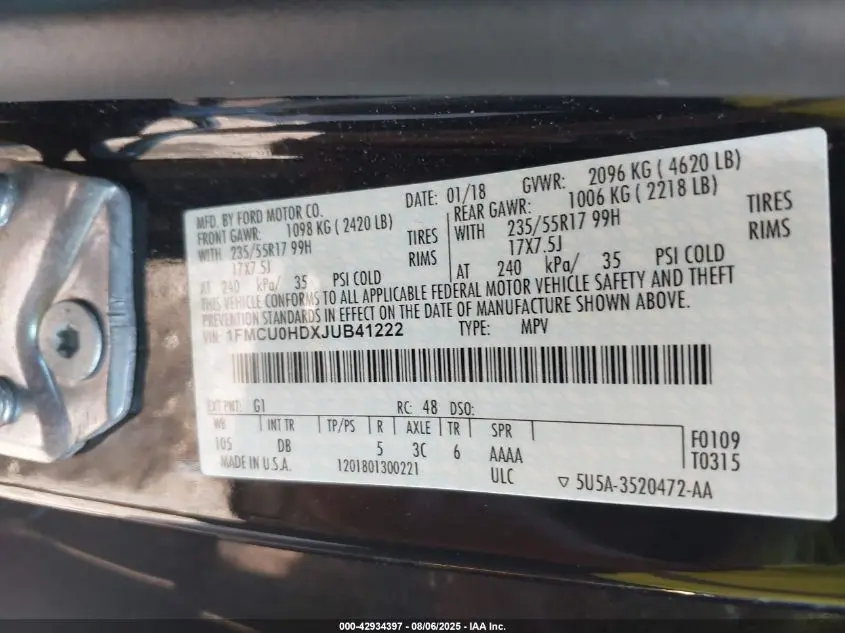 MFD. BY FORD MOTOR CO.
DATE: 01/18 GVWR: 2096 KG ( 4620 LB)
FRONT GAWR: 1098 KG ( 2420 LB)
REAR GAWR: 1006 KG ( 2218 LB)
WITH 235/55R17 99H TIRES
WITH 235/55R17 99H TIRES
17X7.5J RIMS
17X7.5J RIMS
AT 240 kPa/ 35 PSI COLD
AT 240 kPa/ 35 PSI COLD
THIS VEHICLE CONFORMS TO ALL APPLICABLE FEDERAL MOTOR VEHICLE SAFETY AND THEFT
PREVENTION STANDARDS IN EFFECT ON THE DATE OF MANUFACTURE SHOWN ABOVE.
VIN: 1FMCU0HDXJUB41222 TYPE: MPV
EXT PNT: G1 RC: 48 DSO:
WB INT TR TP/PS R AXLE TR SPR
105 DB 5 3C 6 AAAA
F0109
T0315
MADE IN U.S.A. 1201801300221 ULC ▽ 5U5A-3520472-AA
000-42934397 - 08/06/2025 - IAA Inc.